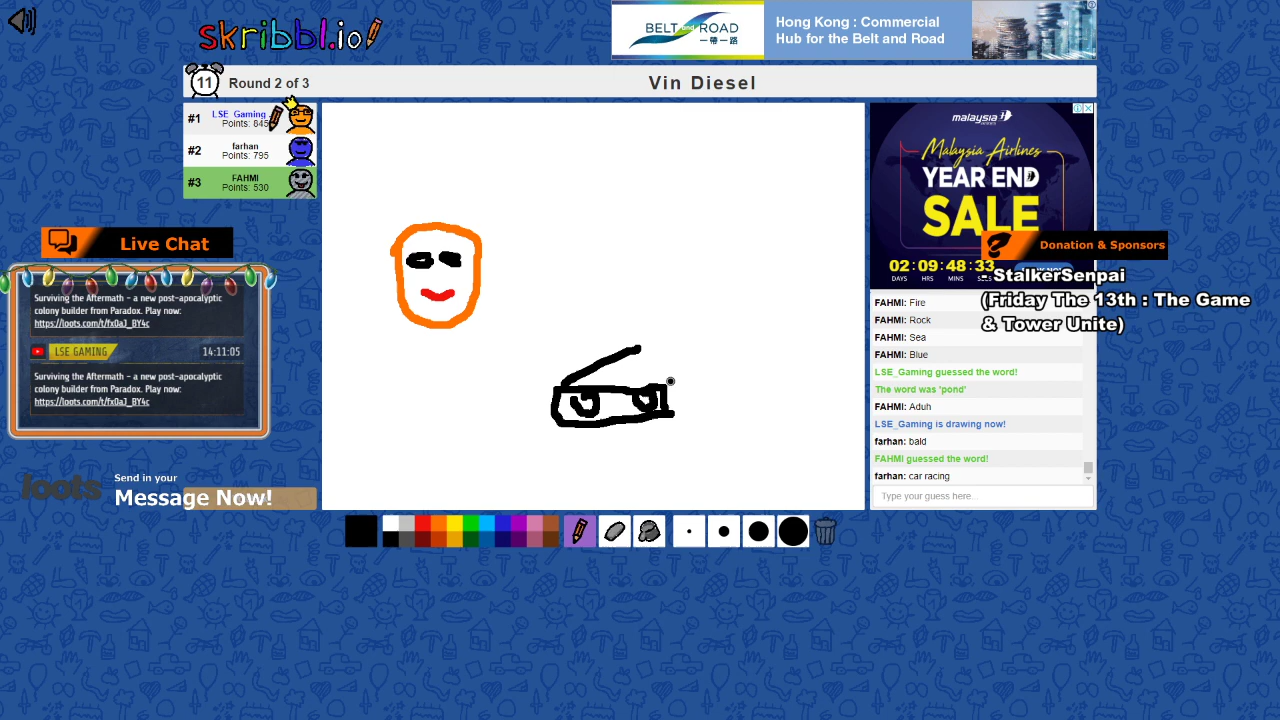 skribbl.io
BELT and ROAD
一帶一路
Hong Kong : Commercial
Hub for the Belt and Road
11
Round 2 of 3
Vin Diesel
#1
LSE_Gaming
Points: 845
#2
farhan
Points: 795
#3
FAHMI
Points: 530
Live Chat
Surviving the Aftermath - a new post-apocalyptic
colony builder from Paradox. Play now:
https://loots.com/t/fx0aJ_BY4c
LSE GAMING
14:11:05
Surviving the Aftermath - a new post-apocalyptic
colony builder from Paradox. Play now:
https://loots.com/t/fx0aJ_BY4c
loots
Send in your
Message Now!
malaysia
Malaysia Airlines
YEAR END
SALE
02:09:48:33
DAYS HRS MINS
Donation & Sponsors
- StalkerSenpai
(Friday The 13th : The Game
& Tower Unite)
FAHMI: Fire
FAHMI: Rock
FAHMI: Sea
FAHMI: Blue
LSE_Gaming guessed the word!
The word was 'pond'
FAHMI: Aduh
LSE_Gaming is drawing now!
farhan: bald
FAHMI guessed the word!
farhan: car racing
Type your guess here...